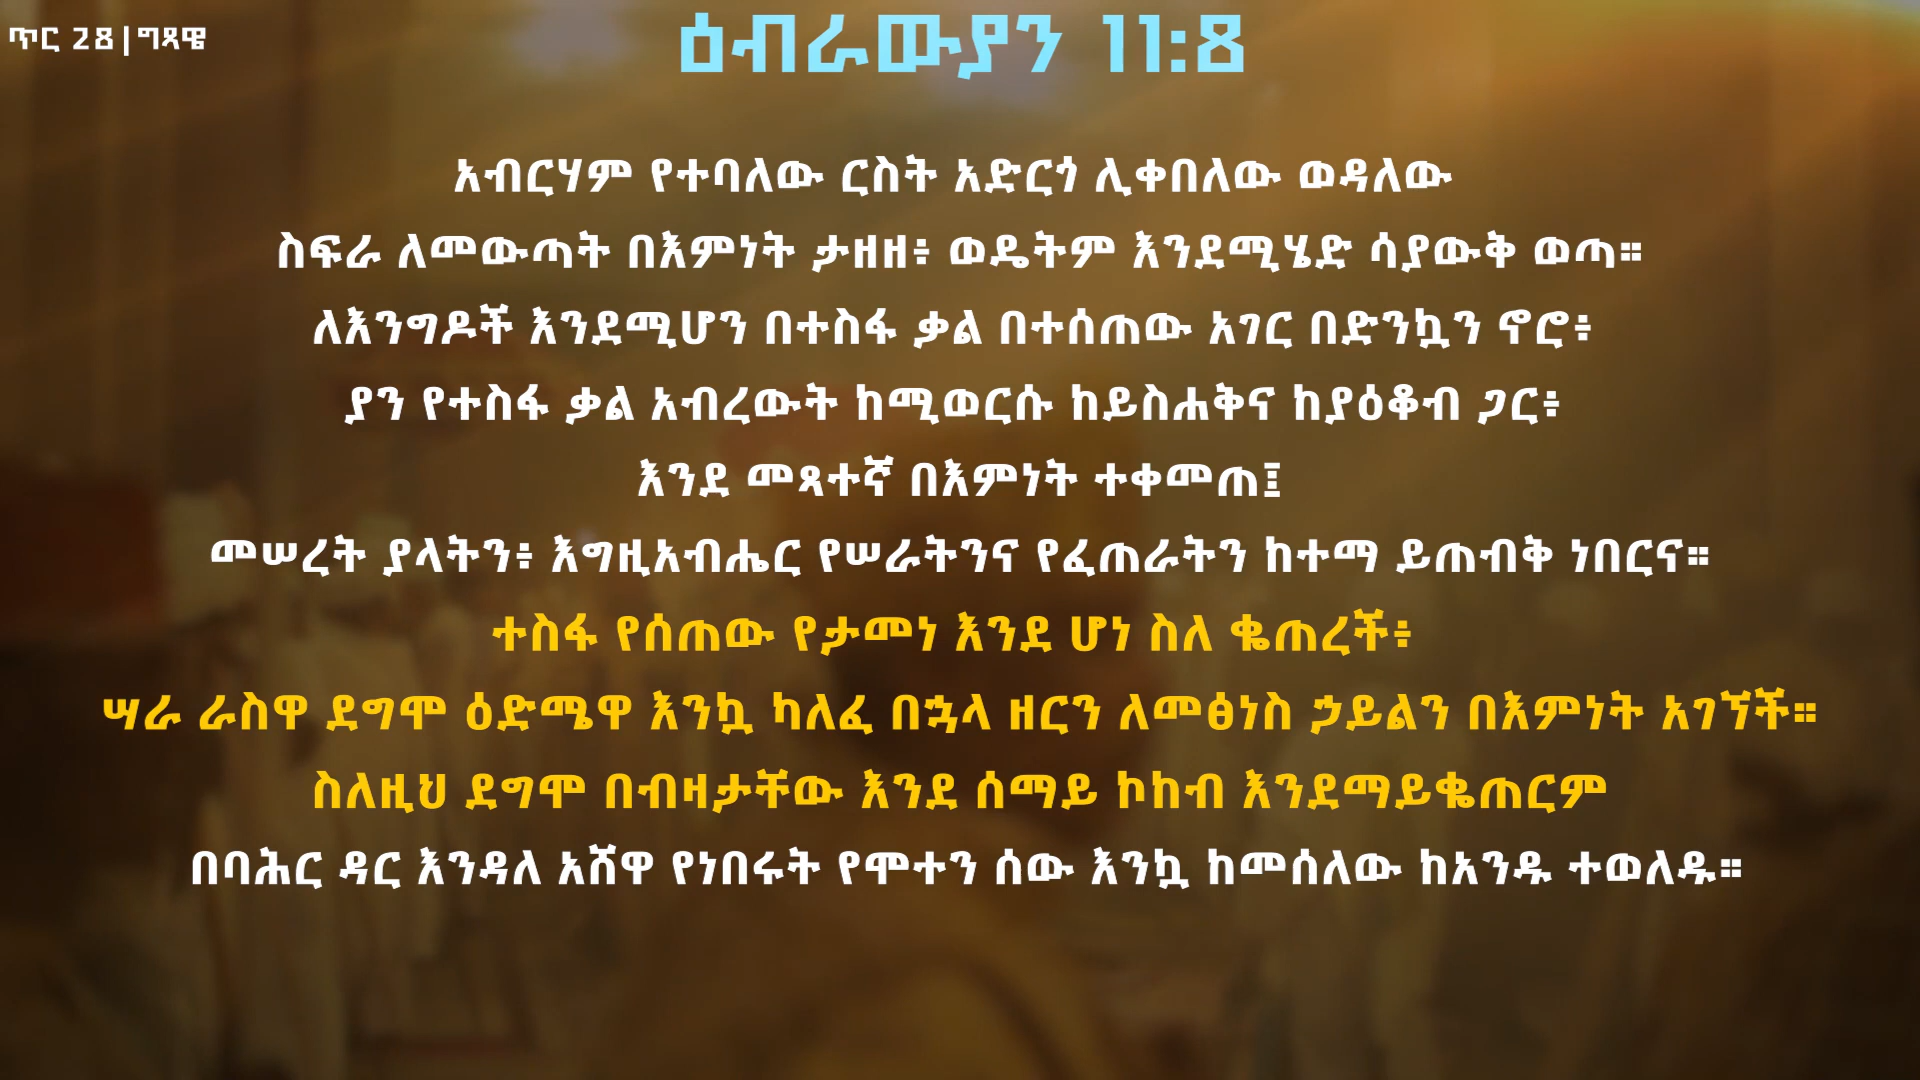 ጥር 28|ግጻዌ
ዕብራውያን 11:8
አብርሃም የተባለው ርስት አድርጎ ሊቀበለው ወዳለው
ስፍራ ለመውጣት በእምነት ታዘዘ፥ ወዴትም እንደሚሄድ ሳያውቅ ወጣ።
ለእንግዶች እንደሚሆን በተስፋ ቃል በተሰጠው አገር በድንኳን ኖሮ፥
ያን የተስፋ ቃል አብረውት ከሚወርሱ ከይስሐቅና ከያዕቆብ ጋር፥
እንደ መጻተኛ በእምነት ተቀመጠ፤
መሠረት ያላትን፥ እግዚአብሔር የሠራትንና የፈጠራትን ከተማ ይጠብቅ ነበርና።
ተስፋ የሰጠው የታመነ እንደ ሆነ ስለ ቈጠረች፥
ሣራ ራስዋ ደግሞ ዕድሜዋ እንኳ ካለፈ በኋላ ዘርን ለመፅነስ ኃይልን በእምነት አገኘች።
ስለዚህ ደግሞ በብዛታቸው እንደ ሰማይ ኮከብ እንደማይቈጠርም
በባሕር ዳር እንዳለ አሸዋ የነበሩት የሞተን ሰው እንኳ ከመሰለው ከአንዱ ተወለዱ።